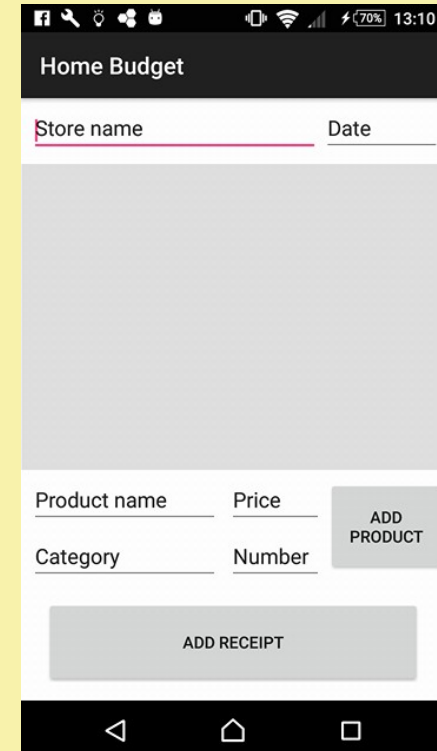 70% 13:10
Home Budget
Store name Date
Product name Price
ADD
PRODUCT
Category Number
ADD RECEIPT